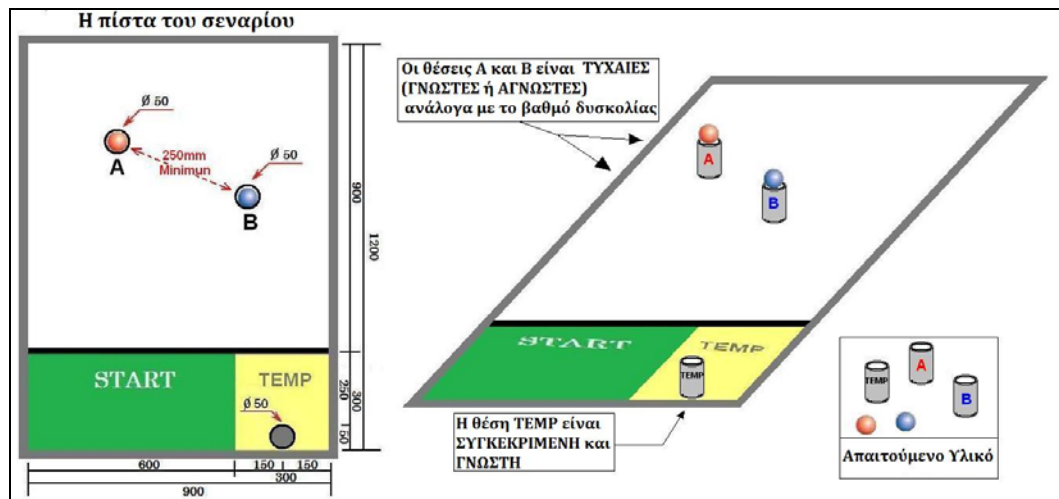 Η πίστα του σεναρίου
Ø 50
A
250mm
Minimun
Ø 50
B
900
1200
START
TEMP
Ø 50
250
300
50
600
150
150
300
900
Οι θέσεις Α και Β είναι ΤΥΧΑΙΕΣ
(ΓΝΩΣΤΕΣ ή ΑΓΝΩΣΤΕΣ)
ανάλογα με το βαθμό δυσκολίας
A
B
START
TEMP
TEMP
Η θέση TEMP είναι
ΣΥΓΚΕΚΡΙΜΕΝΗ και
ΓΝΩΣΤΗ
TEMP
A
B
Απαιτούμενο Υλικό